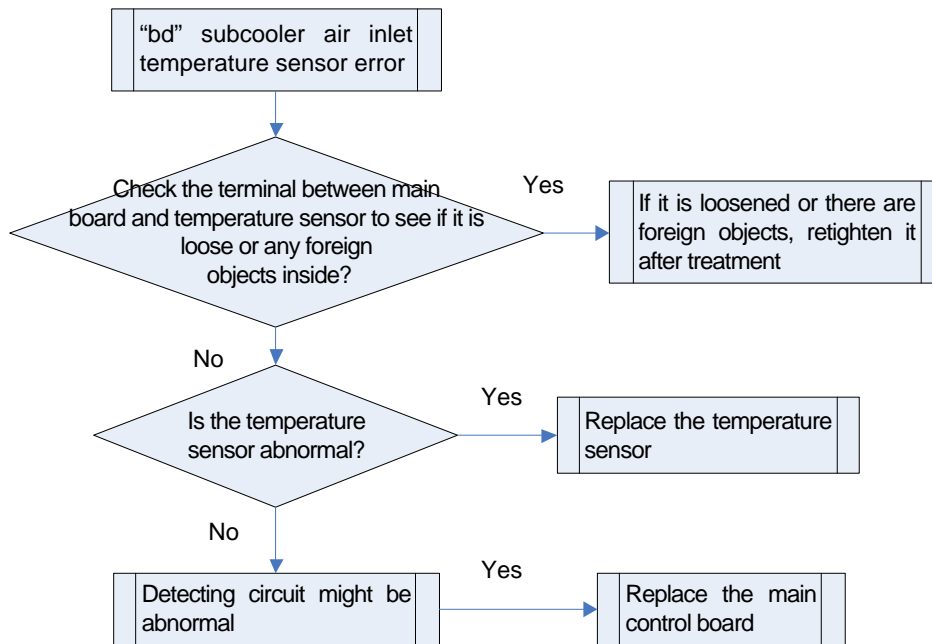 “bd” subcooler air inlet
temperature sensor error
Check the terminal between main
board and temperature sensor to see if it is
loose or any foreign
objects inside?
Yes
If it is loosened or there are
foreign objects, retighten it
after treatment
No
Is the temperature
sensor abnormal?
Yes
Replace the temperature
sensor
No
Detecting circuit might be
abnormal
Yes
Replace the main
control board